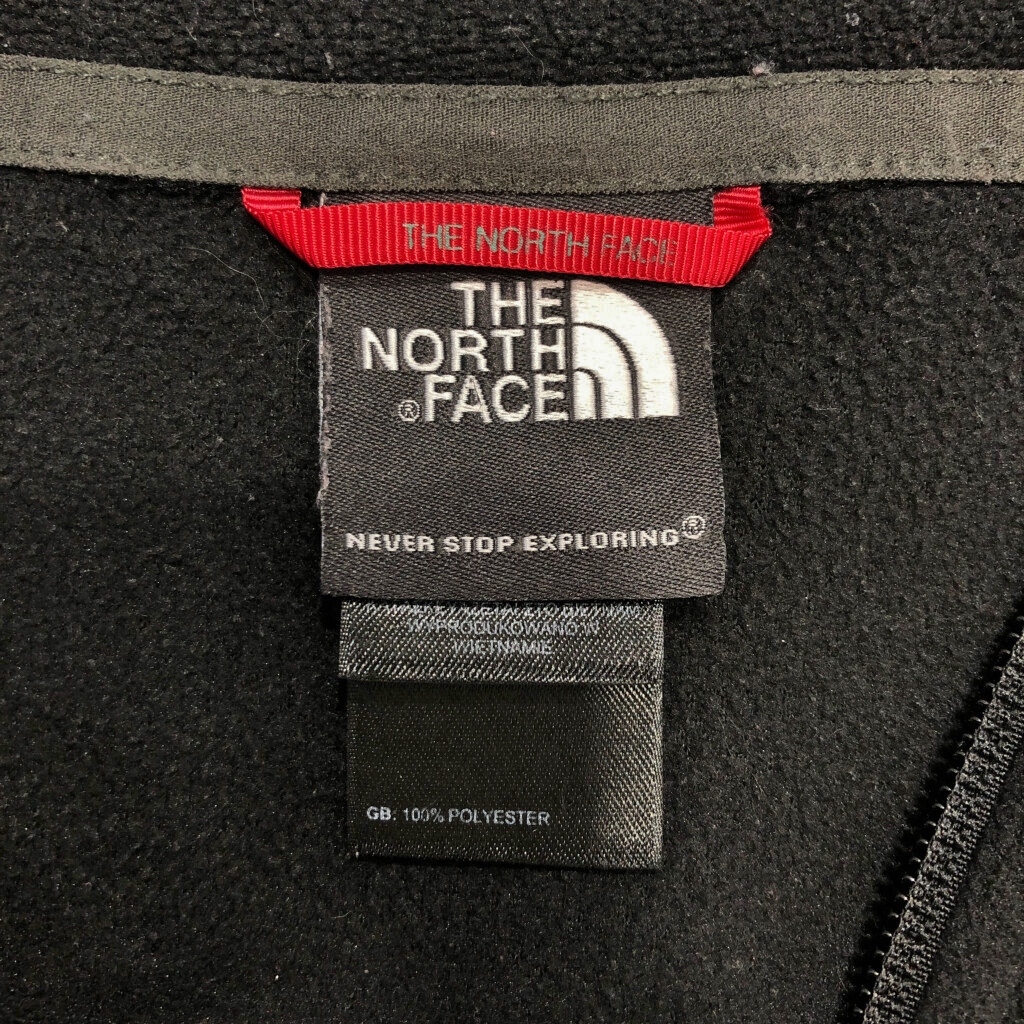 THE NORTH FACE
THE
NORTH
® FACE
NEVER STOP EXPLORING®
WYPRODUKOWANO W
WIETNAMIE
GB: 100% POLYESTER